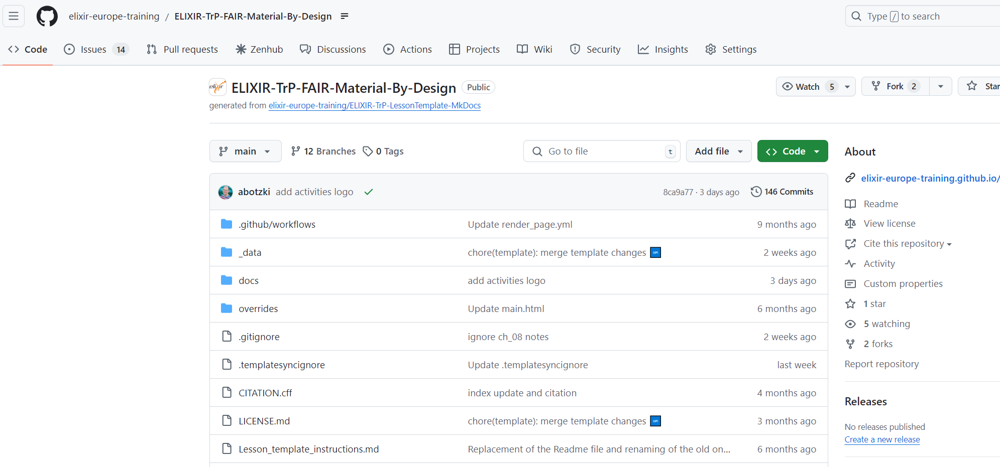 elixir-europe-training / ELIXIR-TrP-FAIR-Material-By-Design
Type / to search
Code Issues 14 Pull requests Zenhub Discussions Actions Projects Wiki Security Insights Settings
elixir ELIXIR-TrP-FAIR-Material-By-Design Public
Watch 5 Fork 2 Star
generated from elixir-europe-training/ELIXIR-TrP-LessonTemplate-MkDocs
main 12 Branches 0 Tags Go to file t Add file Code
abotzki add activities logo 8ca9a77 · 3 days ago 146 Commits
.github/workflows Update render_page.yml 9 months ago
_data chore(template): merge template changes UP! 2 weeks ago
docs add activities logo 3 days ago
overrides Update main.html 6 months ago
.gitignore ignore ch_08 notes 2 weeks ago
.templatesyncignore Update .templatesyncignore last week
CITATION.cff index update and citation 4 months ago
LICENSE.md chore(template): merge template changes UP! 3 months ago
Lesson_template_instructions.md Replacement of the Readme file and renaming of the old on... 6 months ago
About
elixir-europe-training.github.io/
Readme
View license
Cite this repository
Activity
Custom properties
1 star
5 watching
2 forks
Report repository
Releases
No releases published
Create a new release